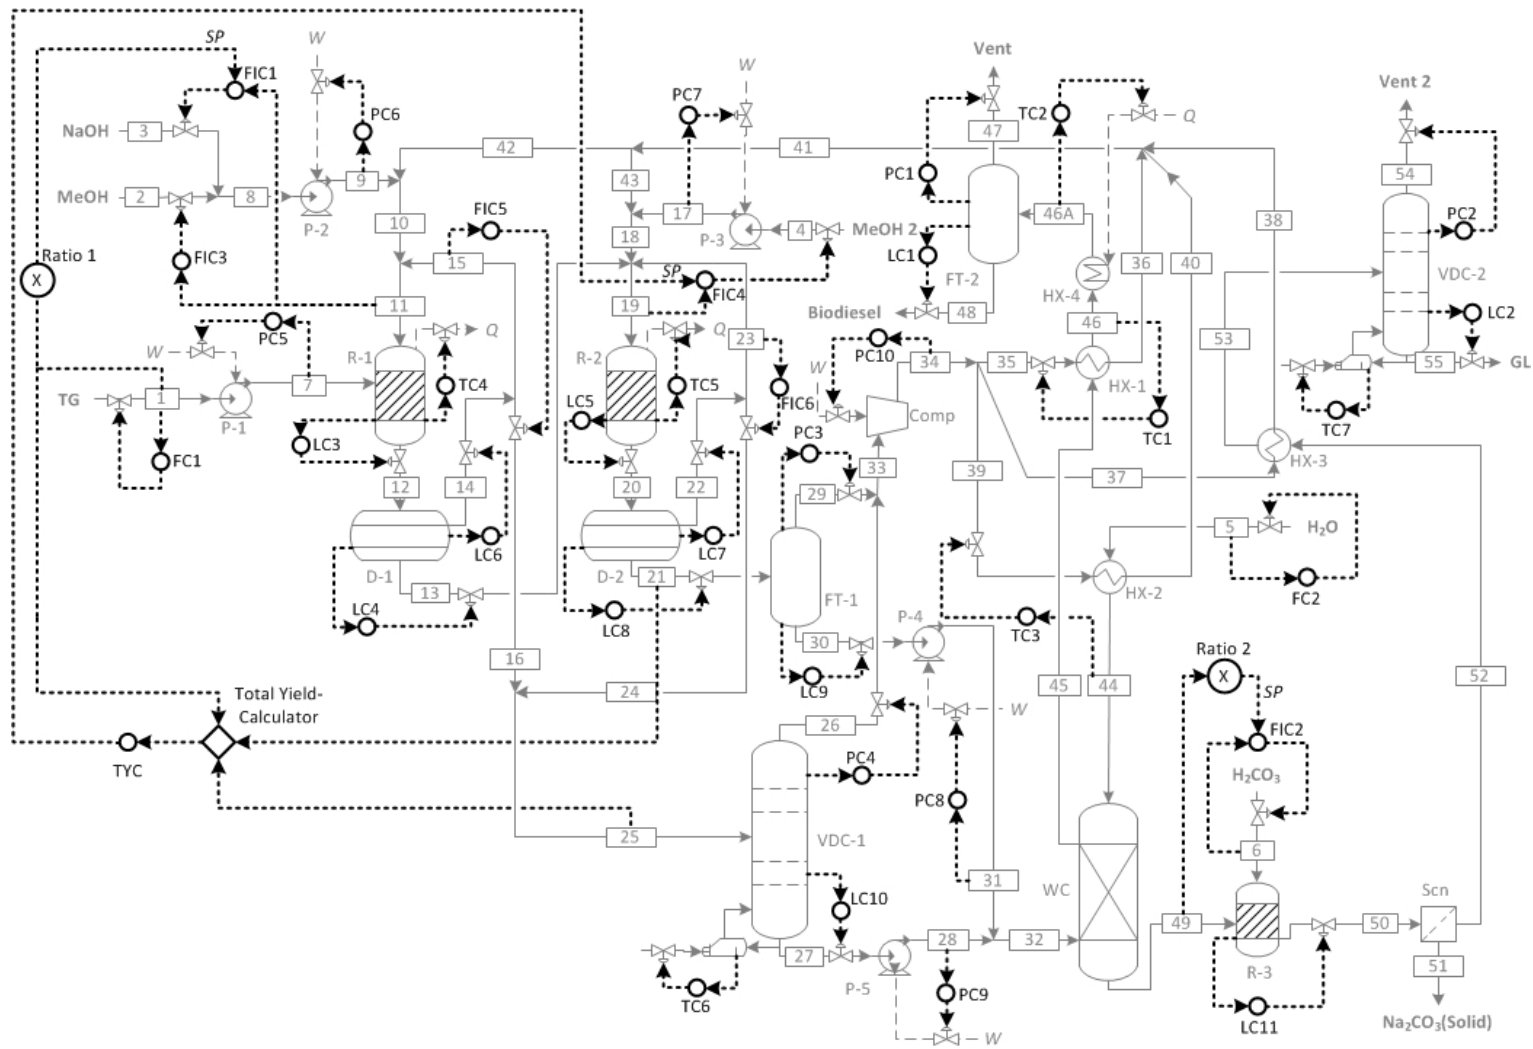 SP
W
FIC1
Vent
W
Vent 2
PC6
PC7
TC2
Q
NaOH
3
47
42
41
54
PC1
MeOH
2
8
9
43
17
46A
PC2
P-2
10
FIC5
18
P-3
4
MeOH 2
38
Ratio 1
X
FIC3
15
LC1
36
40
VDC-2
SP
FIC4
FT-2
HX-4
11
19
Biodiesel
48
LC2
PC5
Q
Q
23
46
53
W
R-1
R-2
PC10
34
35
55
GL
W
HX-1
TG
1
7
TC4
TC5
FIC6
Comp
TC7
P-1
LC5
TC1
LC3
PC3
FC1
33
39
37
HX-3
12
14
20
22
29
LC6
LC7
5
H2O
D-1
D-2
21
13
FT-1
HX-2
FC2
LC4
LC8
P-4
TC3
30
16
Ratio 2
X
LC9
45
44
52
24
Total Yield-
Calculator
SP
W
26
FIC2
TYC
PC4
H2CO3
PC8
25
VDC-1
6
31
WC
Scn
LC10
49
50
28
32
27
R-3
51
P-5
PC9
TC6
LC11
Na2CO3(Solid)
W